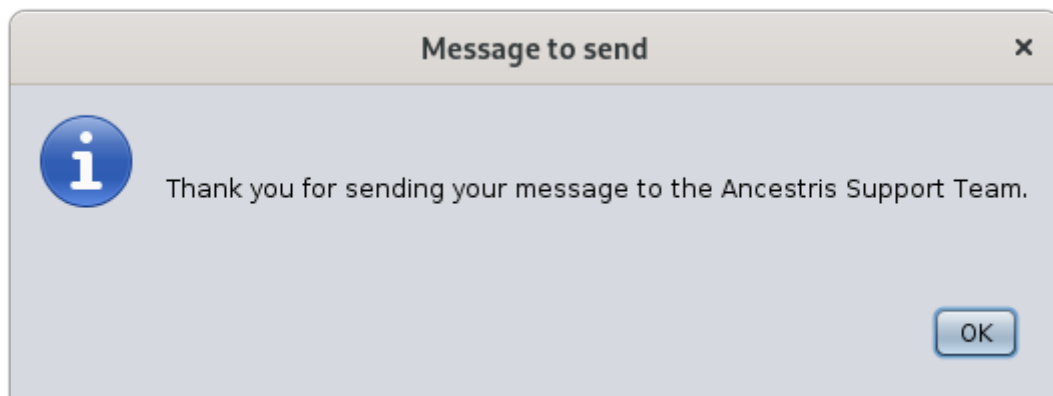 Message to send
Thank you for sending your message to the Ancestris Support Team.
OK